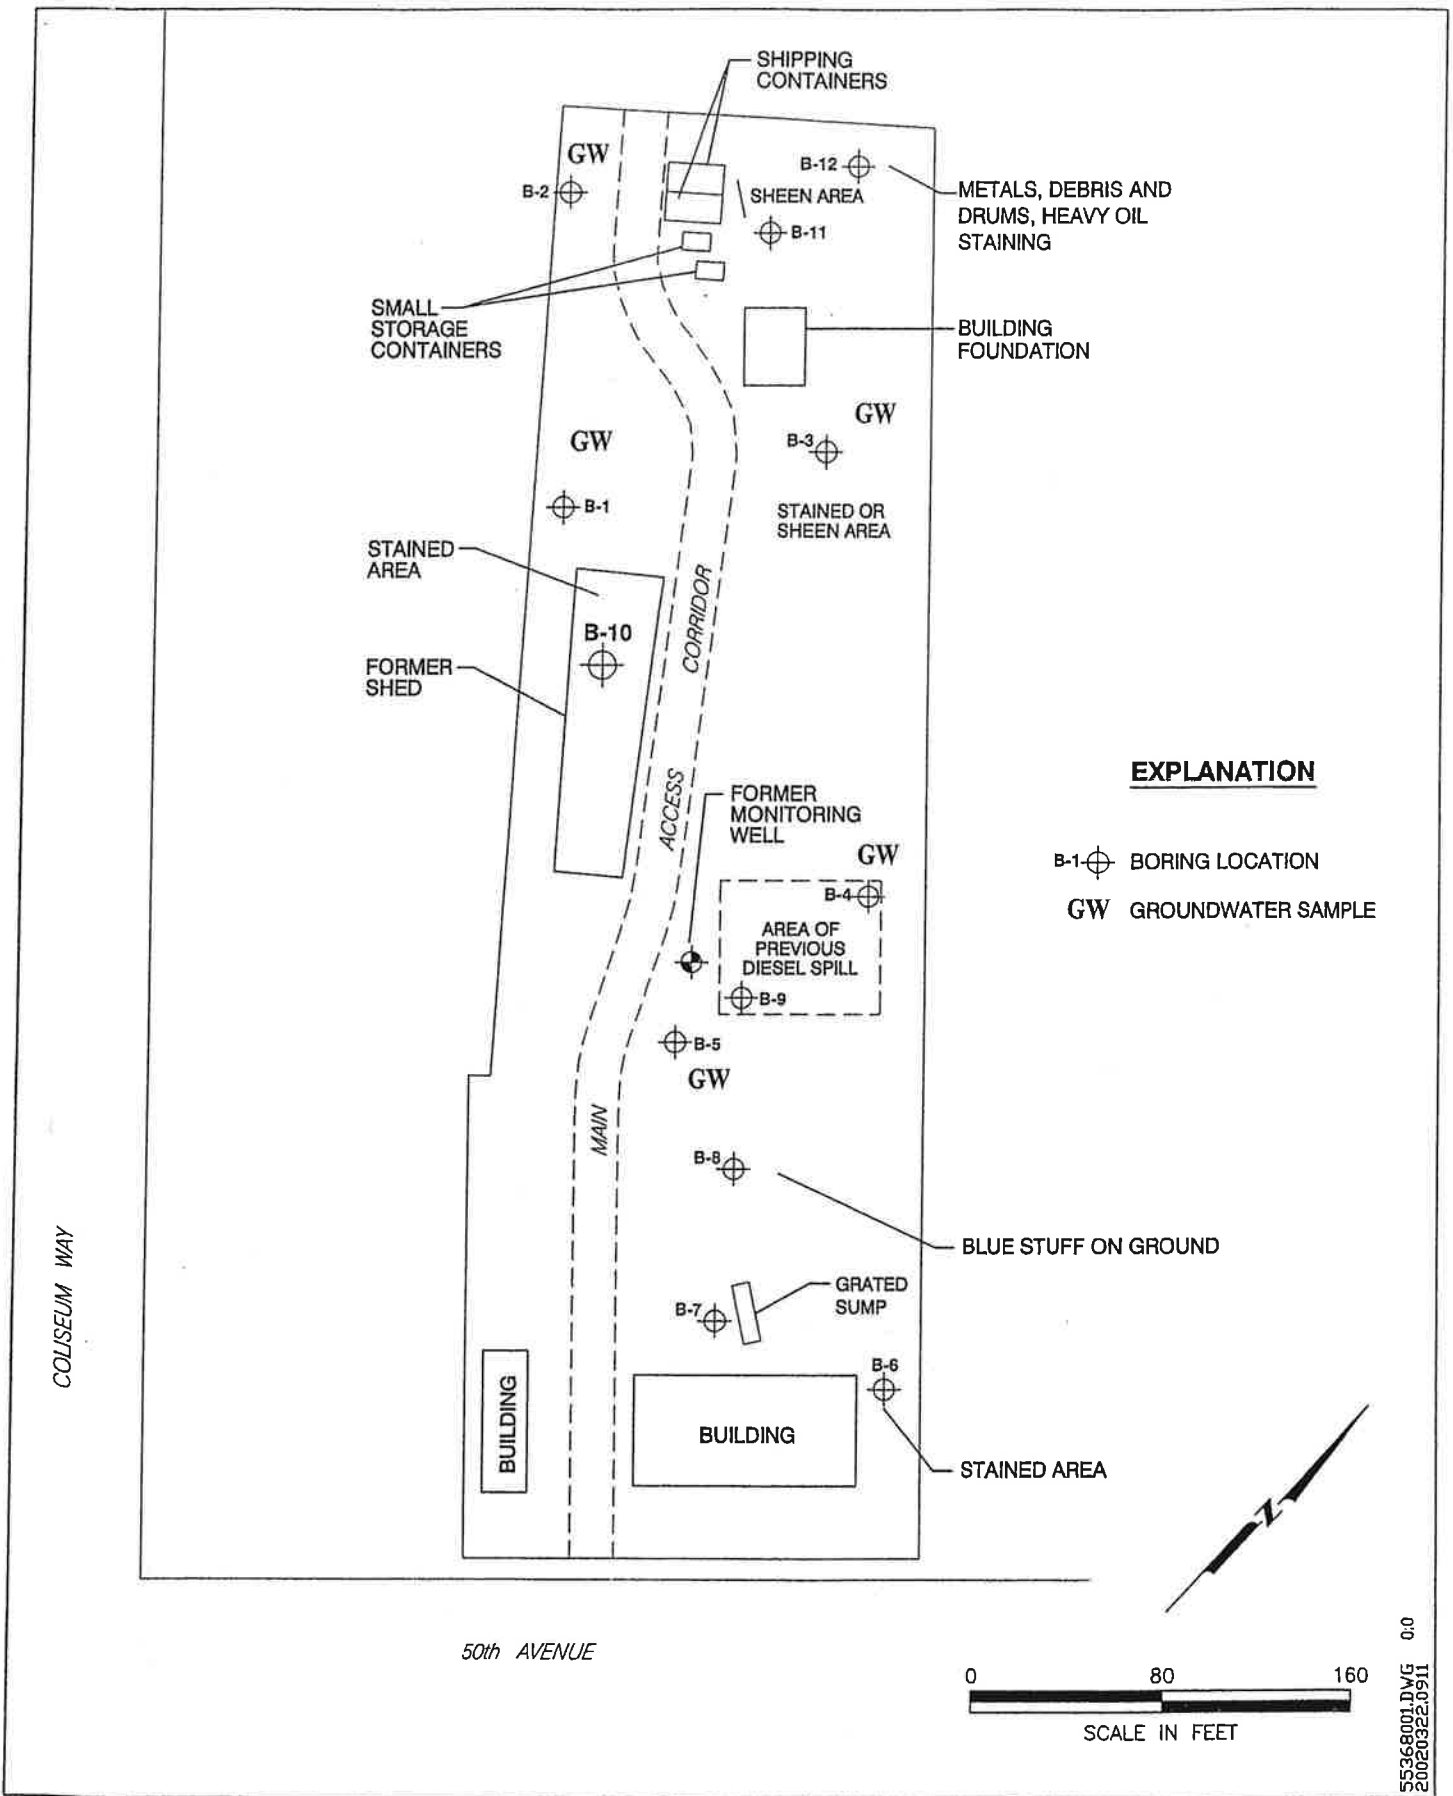 SHIPPING
CONTAINERS
GW
B-2
B-12
SHEEN AREA
B-11
METALS, DEBRIS AND
DRUMS, HEAVY OIL
STAINING
SMALL
STORAGE
CONTAINERS
BUILDING
FOUNDATION
GW
GW
B-3
B-1
STAINED OR
SHEEN AREA
STAINED
AREA
B-10
FORMER
SHED
MAIN ACCESS CORRIDOR
EXPLANATION
B-1 BORING LOCATION
GW GROUNDWATER SAMPLE
FORMER
MONITORING
WELL
GW
B-4
AREA OF
PREVIOUS
DIESEL SPILL
B-9
B-5
GW
B-8
BLUE STUFF ON GROUND
GRATED
SUMP
B-7
B-6
BUILDING
BUILDING
STAINED AREA
COLISEUM WAY
50th AVENUE
N
0 80 160
SCALE IN FEET
55368001.DWG 0:0
20020322.0911